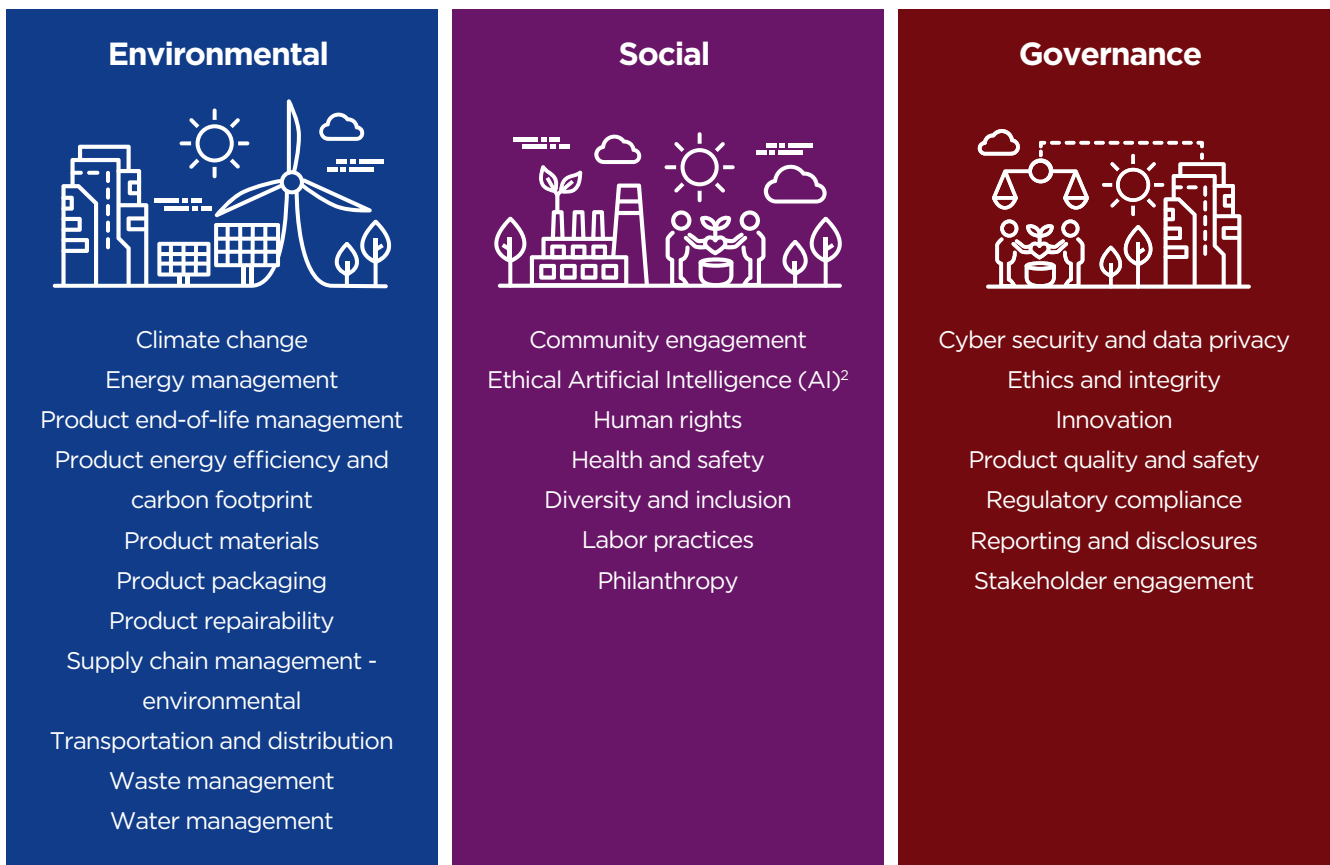 Environmental
Climate change
Energy management
Product end-of-life management
Product energy efficiency and
carbon footprint
Product materials
Product packaging
Product repairability
Supply chain management -
environmental
Transportation and distribution
Waste management
Water management
Social
Community engagement
Ethical Artificial Intelligence (AI)²
Human rights
Health and safety
Diversity and inclusion
Labor practices
Philanthropy
Governance
Cyber security and data privacy
Ethics and integrity
Innovation
Product quality and safety
Regulatory compliance
Reporting and disclosures
Stakeholder engagement